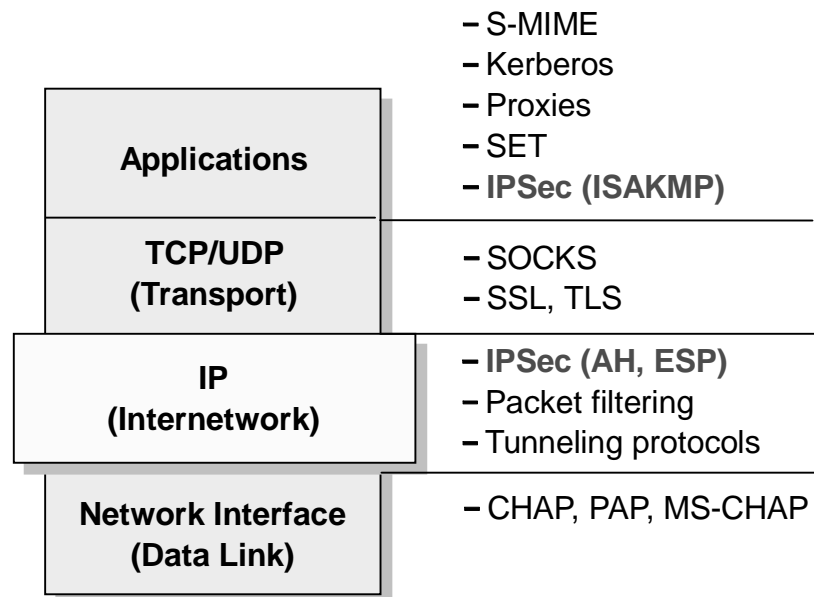 – S-MIME
– Kerberos
– Proxies
– SET
– IPSec (ISAKMP)
Applications
TCP/UDP
(Transport)
– SOCKS
– SSL, TLS
IP
(Internetwork)
– IPSec (AH, ESP)
– Packet filtering
– Tunneling protocols
Network Interface
(Data Link)
– CHAP, PAP, MS-CHAP